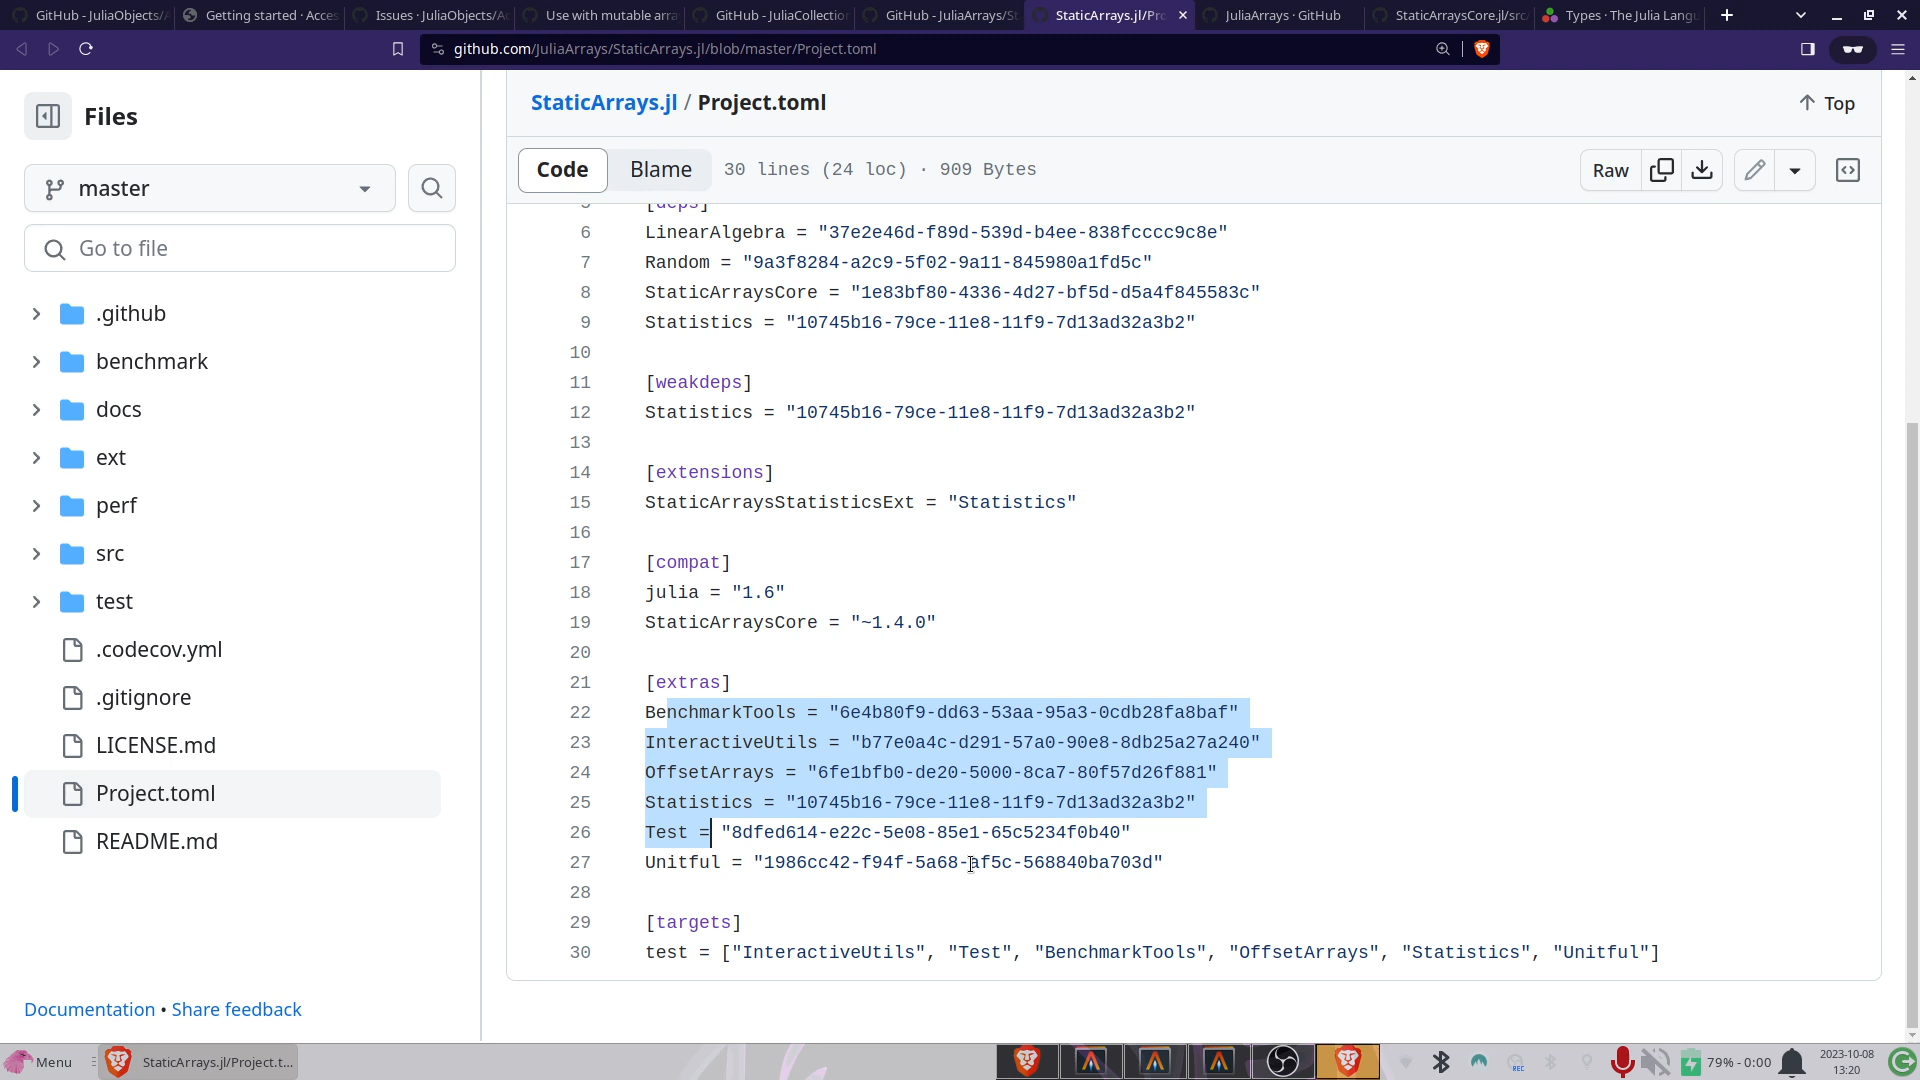 GitHub - JuliaObjects/
Getting started · Acces
Issues · JuliaObjects/Ac
Use with mutable arra
GitHub - JuliaCollection
GitHub - JuliaArrays/St
StaticArrays.jl/Pro
JuliaArrays · GitHub
StaticArraysCore.jl/src/
Types · The Julia Langu
github.com/JuliaArrays/StaticArrays.jl/blob/master/Project.toml
Files
StaticArrays.jl / Project.toml
Top
Code
Blame
30 lines (24 loc) · 909 Bytes
Raw
master
Go to file
.github
benchmark
docs
ext
perf
src
test
.codecov.yml
.gitignore
LICENSE.md
Project.toml
README.md
Documentation • Share feedback
5 [deps]
6 LinearAlgebra = "37e2e46d-f89d-539d-b4ee-838fcccc9c8e"
7 Random = "9a3f8284-a2c9-5f02-9a11-845980a1fd5c"
8 StaticArraysCore = "1e83bf80-4336-4d27-bf5d-d5a4f845583c"
9 Statistics = "10745b16-79ce-11e8-11f9-7d13ad32a3b2"
10
11 [weakdeps]
12 Statistics = "10745b16-79ce-11e8-11f9-7d13ad32a3b2"
13
14 [extensions]
15 StaticArraysStatisticsExt = "Statistics"
16
17 [compat]
18 julia = "1.6"
19 StaticArraysCore = "~1.4.0"
20
21 [extras]
22 BenchmarkTools = "6e4b80f9-dd63-53aa-95a3-0cdb28fa8baf"
23 InteractiveUtils = "b77e0a4c-d291-57a0-90e8-8db25a27a240"
24 OffsetArrays = "6fe1bfb0-de20-5000-8ca7-80f57d26f881"
25 Statistics = "10745b16-79ce-11e8-11f9-7d13ad32a3b2"
26 Test = "8dfed614-e22c-5e08-85e1-65c5234f0b40"
27 Unitful = "1986cc42-f94f-5a68-af5c-568840ba703d"
28
29 [targets]
30 test = ["InteractiveUtils", "Test", "BenchmarkTools", "OffsetArrays", "Statistics", "Unitful"]
Menu
StaticArrays.jl/Project.t...
REC
79% - 0:00
2023-10-08
13:20